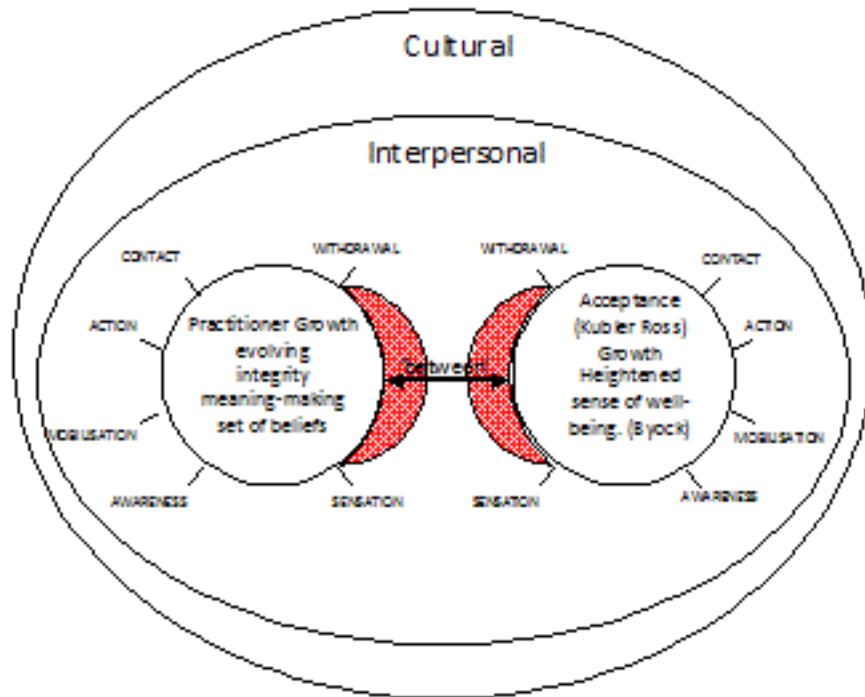 Cultural
Interpersonal
WITHDRAWAL
WITHDRAWAL
CONTACT
CONTACT
Practitioner Growth
evolving
integrity
meaning-making
set of beliefs
Acceptance
(Kubler Ross)
Growth
Heightened
sense of well-
being. (Byock)
ACTION
ACTION
'between'
MOBILISATION
MOBILISATION
AWARENESS
SENSATION
SENSATION
AWARENESS